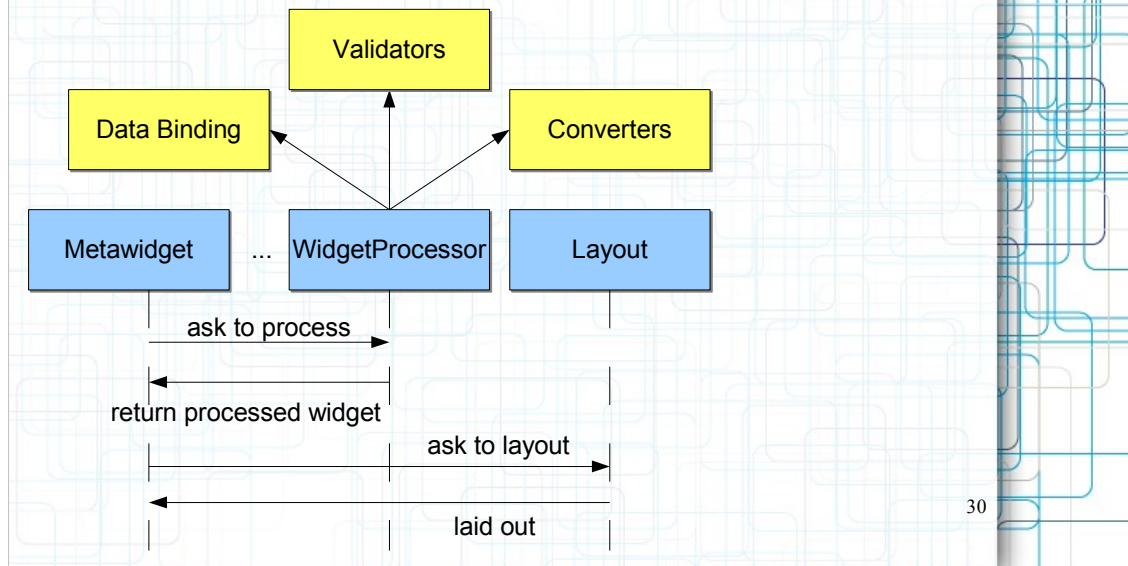 Validators
Data Binding
Converters
Metawidget
...
WidgetProcessor
Layout
ask to process
return processed widget
ask to layout
laid out
30